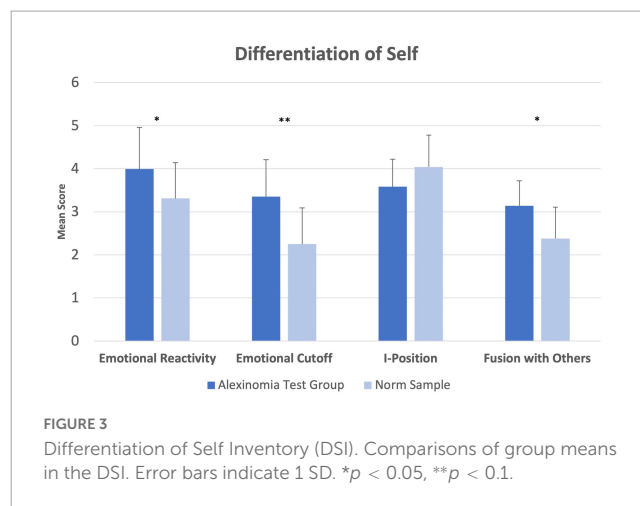 Differentiation of Self
6
5
4
3
2
1
0
Mean Score
*
**
*
Emotional Reactivity
Emotional Cutoff
I-Position
Fusion with Others
Alexinomia Test Group
Norm Sample
FIGURE 3
Differentiation of Self Inventory (DSI). Comparisons of group means
in the DSI. Error bars indicate 1 SD. *p < 0.05, **p < 0.1.